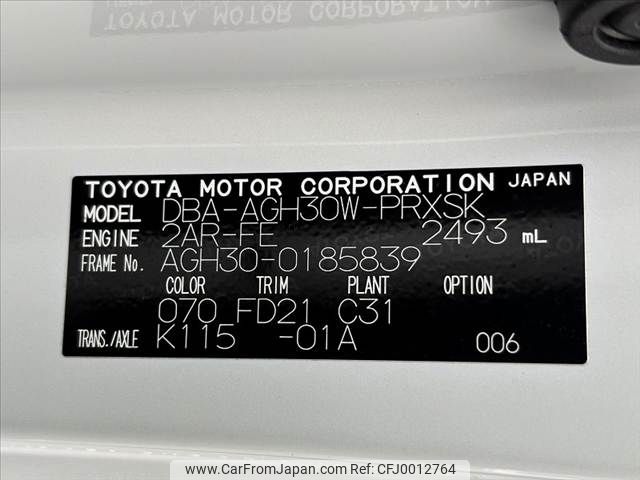 TOYOTA MOTOR CORPORATION
TOYOTA MOTOR CORPORATION JAPAN
MODEL DBA-AGH30W-PRXSK
ENGINE 2AR-FE 2493 mL
FRAME No. AGH30-0185839
COLOR TRIM PLANT OPTION
070 FD21 C31
TRANS./AXLE K115 -01A 006
www.CarFromJapan.com | Ref ID:CFJ0012764